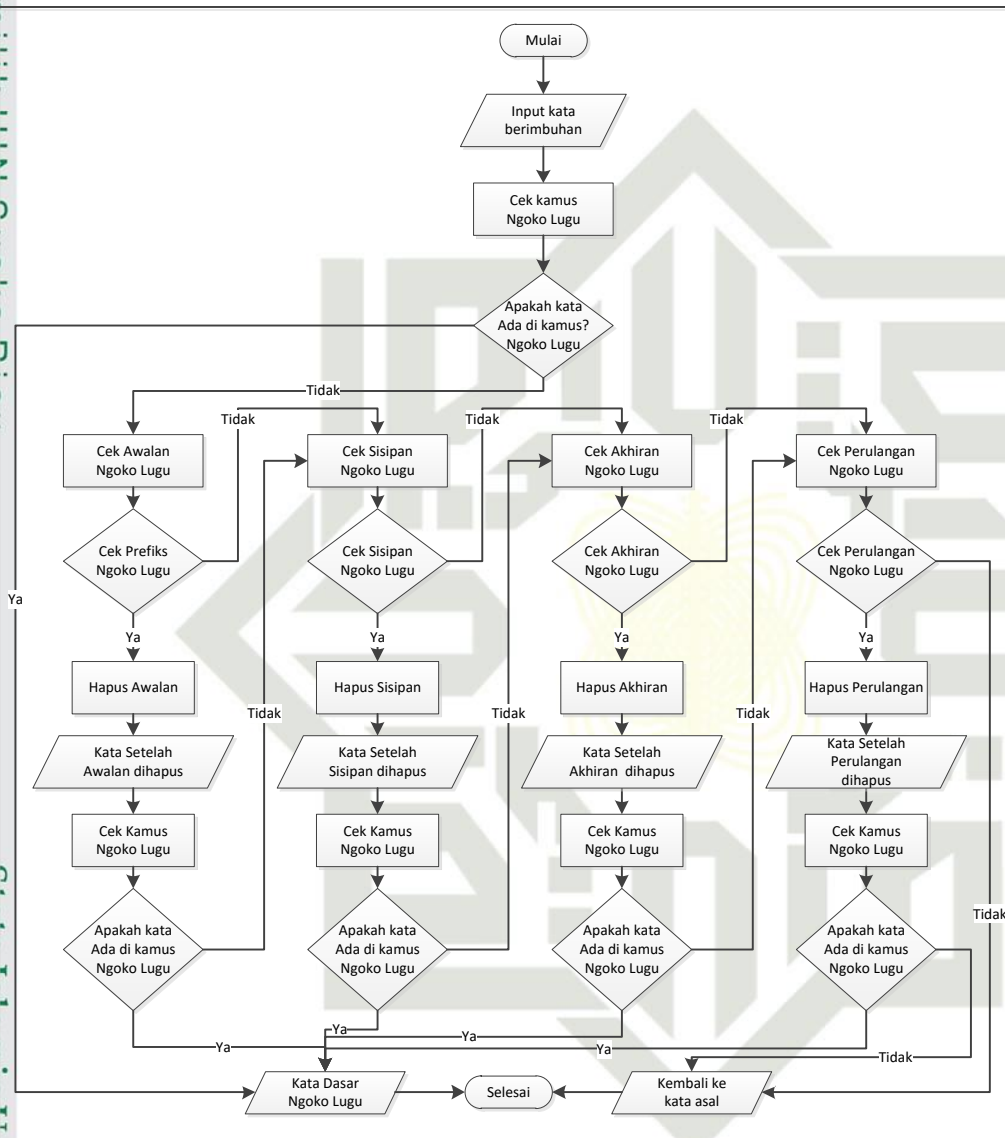 Mulai
Input kata
berimbuhan
Cek kamus
Ngoko Lugu
Apakah kata
Ada di kamus?
Ngoko Lugu
Tidak
Tidak
Tidak
Tidak
Cek Awalan
Ngoko Lugu
Cek Sisipan
Ngoko Lugu
Cek Akhiran
Ngoko Lugu
Cek Perulangan
Ngoko Lugu
Cek Prefiks
Ngoko Lugu
Cek Sisipan
Ngoko Lugu
Cek Akhiran
Ngoko Lugu
Cek Perulangan
Ngoko Lugu
Ya
Ya
Ya
Ya
Ya
Hapus Awalan
Hapus Sisipan
Hapus Akhiran
Hapus Perulangan
Tidak
Tidak
Tidak
Kata Setelah
Awalan dihapus
Kata Setelah
Sisipan dihapus
Kata Setelah
Akhiran dihapus
Kata Setelah
Perulangan
dihapus
Cek Kamus
Ngoko Lugu
Cek Kamus
Ngoko Lugu
Cek Kamus
Ngoko Lugu
Cek Kamus
Ngoko Lugu
Apakah kata
Ada di kamus
Ngoko Lugu
Apakah kata
Ada di kamus
Ngoko Lugu
Apakah kata
Ada di kamus
Ngoko Lugu
Apakah kata
Ada di kamus
Ngoko Lugu
Tidak
Ya
Ya
Ya
Ya
Tidak
Kata Dasar
Ngoko Lugu
Selesai
Kembali ke
kata asal